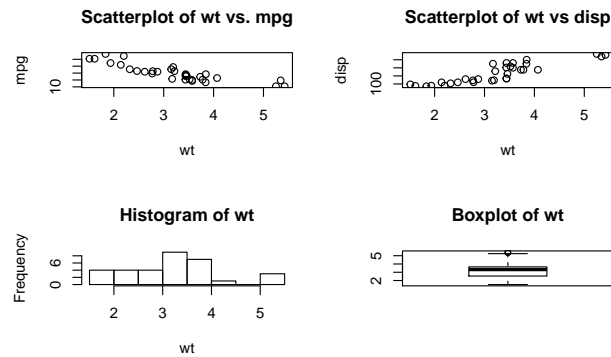 Scatterplot of wt vs. mpg
mpg
10
2 3 4 5
wt
Scatterplot of wt vs disp
disp
100
2 3 4 5
wt
Histogram of wt
Frequency
6
0
2 3 4 5
wt
Boxplot of wt
5
2